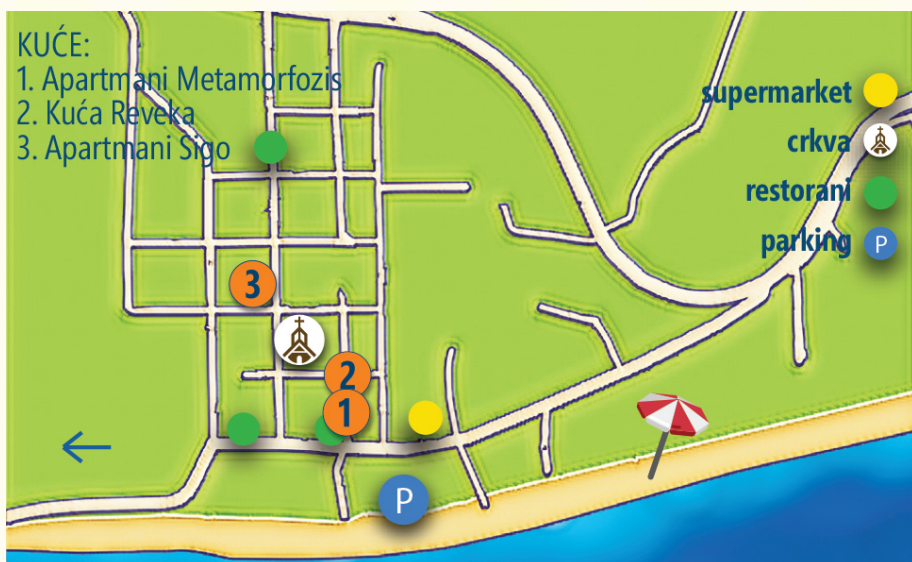 KUĆE:
1. Apartmani Metamorfozis
2. Kuća Reveka
3. Apartmani Sigo
supermarket
crkva
restorani
parking P
3
2
1
P